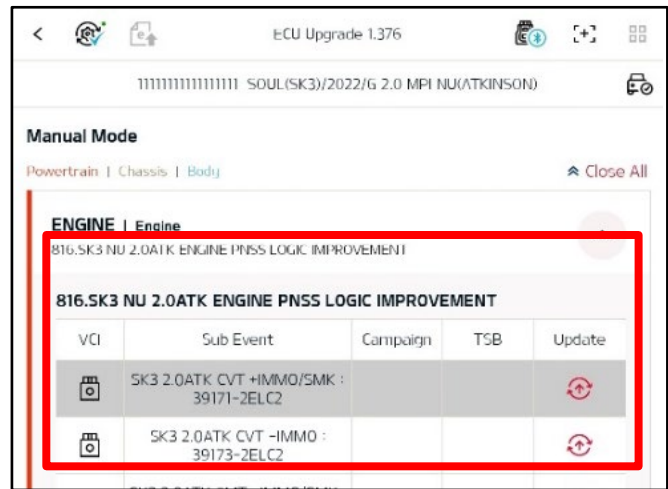 ECU Upgrade 1.376
1111111111111111 SOUL(SK3)/2022/G 2.0 MPI NU(ATKINSON)
Manual Mode
Powertrain | Chassis | Body
Close All
ENGINE | Engine
816.SK3 NU 2.0ATK ENGINE PNSS LOGIC IMPROVEMENT
816.SK3 NU 2.0ATK ENGINE PNSS LOGIC IMPROVEMENT
VCI Sub Event Campaign TSB Update
SK3 2.0ATK CVT +IMMO/SMK :
39171-2ELC2
SK3 2.0ATK CVT -IMMO :
39173-2ELC2